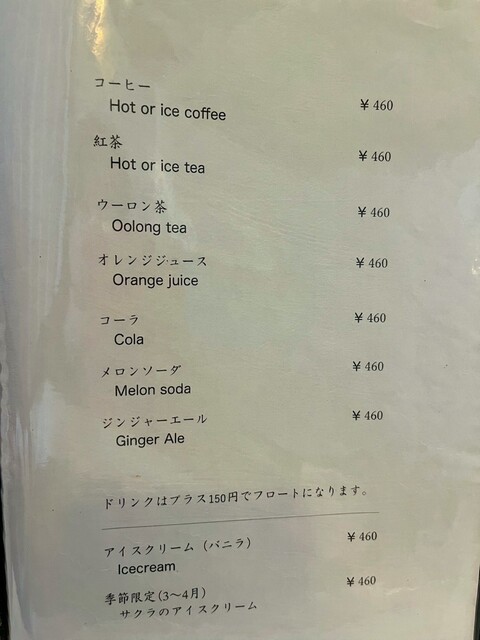 コーヒー
Hot or ice coffee ¥460
紅茶
Hot or ice tea ¥460
ウーロン茶
Oolong tea ¥460
オレンジジュース
Orange juice ¥460
コーラ
Cola ¥460
メロンソーダ
Melon soda ¥460
ジンジャーエール
Ginger Ale ¥460
ドリンクはプラス150円でフロートになります。
アイスクリーム（バニラ） ¥460
Icecream
季節限定(3〜4月) ¥460
サクラのアイスクリーム